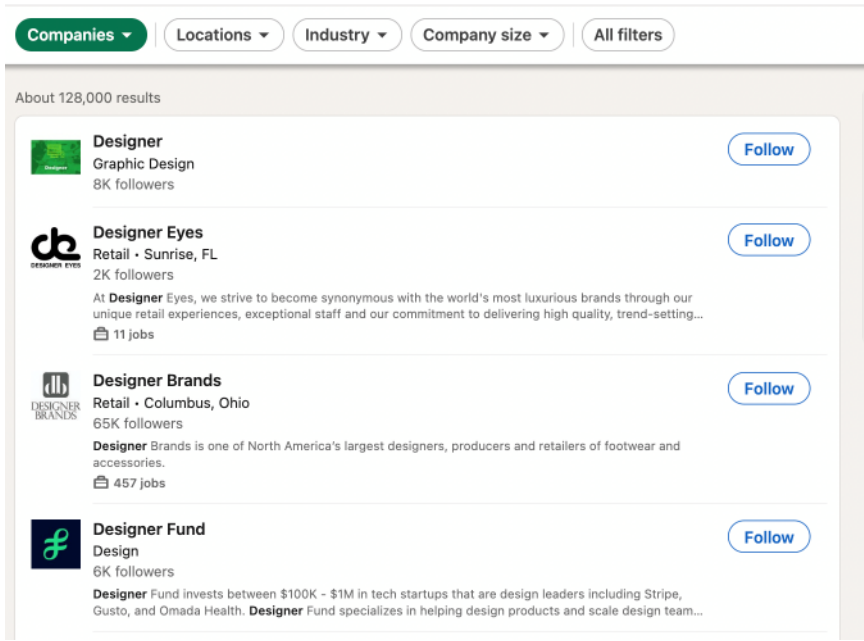 Companies Locations Industry Company size All filters
About 128,000 results
Designer
Designer
Graphic Design
8K followers
Follow
DESIGNER EYES
Designer Eyes
Retail • Sunrise, FL
2K followers
At Designer Eyes, we strive to become synonymous with the world's most luxurious brands through our
unique retail experiences, exceptional staff and our commitment to delivering high quality, trend-setting...
11 jobs
Follow
db
DESIGNER
BRANDS
Designer Brands
Retail • Columbus, Ohio
65K followers
Designer Brands is one of North America's largest designers, producers and retailers of footwear and
accessories.
457 jobs
Follow
Designer Fund
Design
6K followers
Designer Fund invests between $100K - $1M in tech startups that are design leaders including Stripe,
Gusto, and Omada Health. Designer Fund specializes in helping design products and scale design team...
Follow